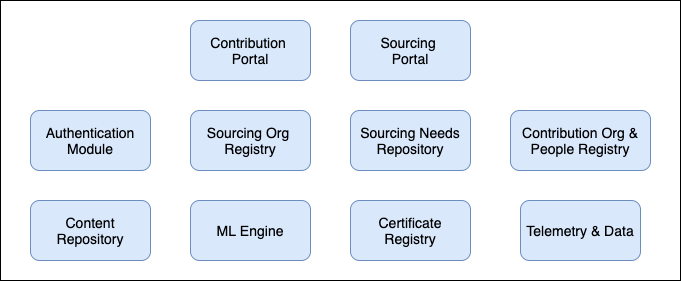 Contribution
Portal
Sourcing
Portal
Authentication
Module
Sourcing Org
Registry
Sourcing Needs
Repository
Contribution Org &
People Registry
Content
Repository
ML Engine
Certificate
Registry
Telemetry & Data